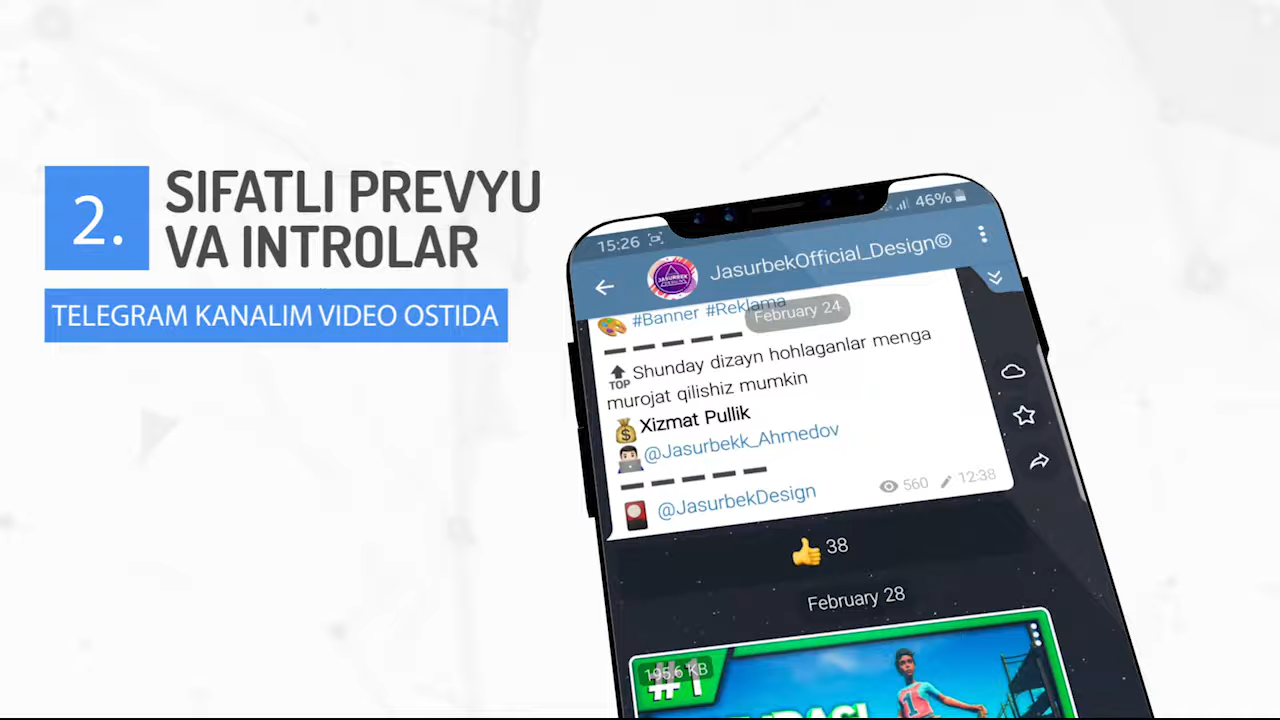 2.
SIFATLI PREVYU
VA INTROLAR
TELEGRAM KANALIM VIDEO OSTIDA
15:26
46%
JASURBEK
JasurbekOfficial_Design©
#Banner #Reklama
February 24
TOP Shunday dizayn hohlaganlar menga
murojat qilishiz mumkin
Xizmat Pullik
@Jasurbekk_Ahmedov
@JasurbekDesign
560
12:38
38
February 28
195.6 KB
#1
1